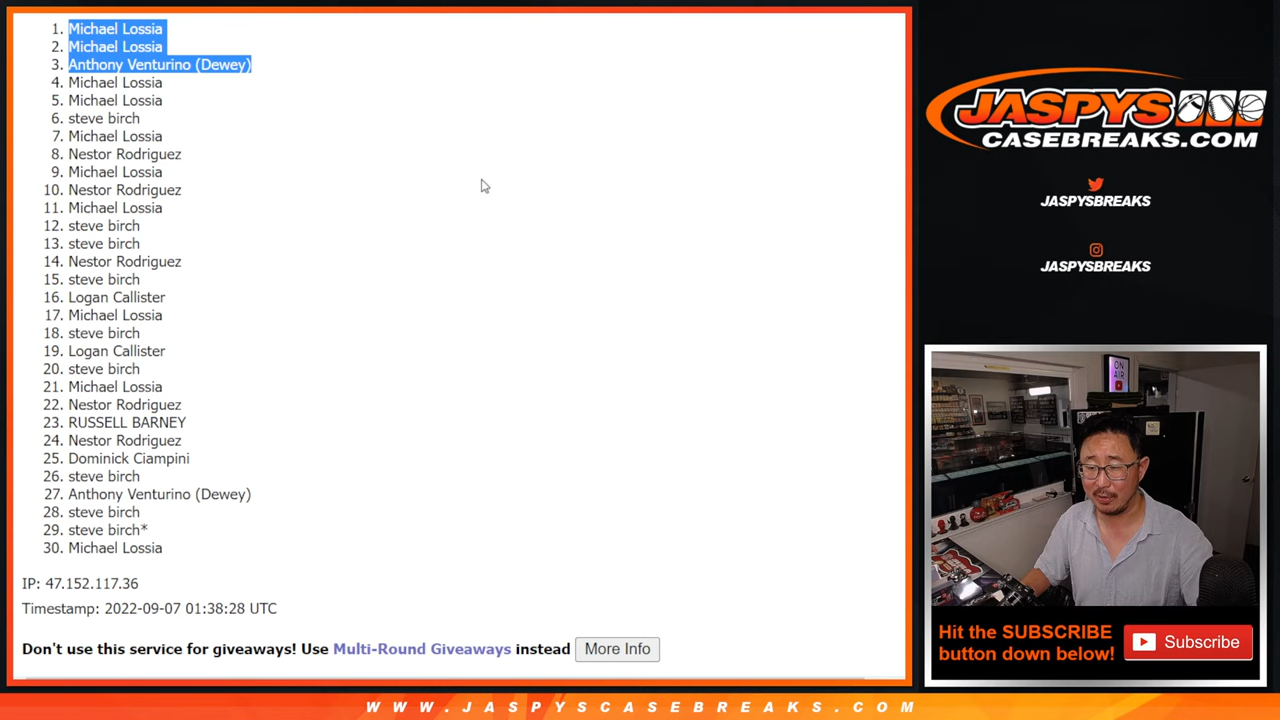 1. Michael Lossia
2. Michael Lossia
3. Anthony Venturino (Dewey)
4. Michael Lossia
5. Michael Lossia
6. steve birch
7. Michael Lossia
8. Nestor Rodriguez
9. Michael Lossia
10. Nestor Rodriguez
11. Michael Lossia
12. steve birch
13. steve birch
14. Nestor Rodriguez
15. steve birch
16. Logan Callister
17. Michael Lossia
18. steve birch
19. Logan Callister
20. steve birch
21. Michael Lossia
22. Nestor Rodriguez
23. RUSSELL BARNEY
24. Nestor Rodriguez
25. Dominick Ciampini
26. steve birch
27. Anthony Venturino (Dewey)
28. steve birch
29. steve birch*
30. Michael Lossia
IP: 47.152.117.36
Timestamp: 2022-09-07 01:38:28 UTC
Don't use this service for giveaways! Use Multi-Round Giveaways instead More Info
JASPYS
CASEBREAKS.COM
JASPYSBREAKS
JASPYSBREAKS
ON
AIR
Hit the SUBSCRIBE
button down below!
Subscribe
WWW.JASPYSCASEBREAKS.COM